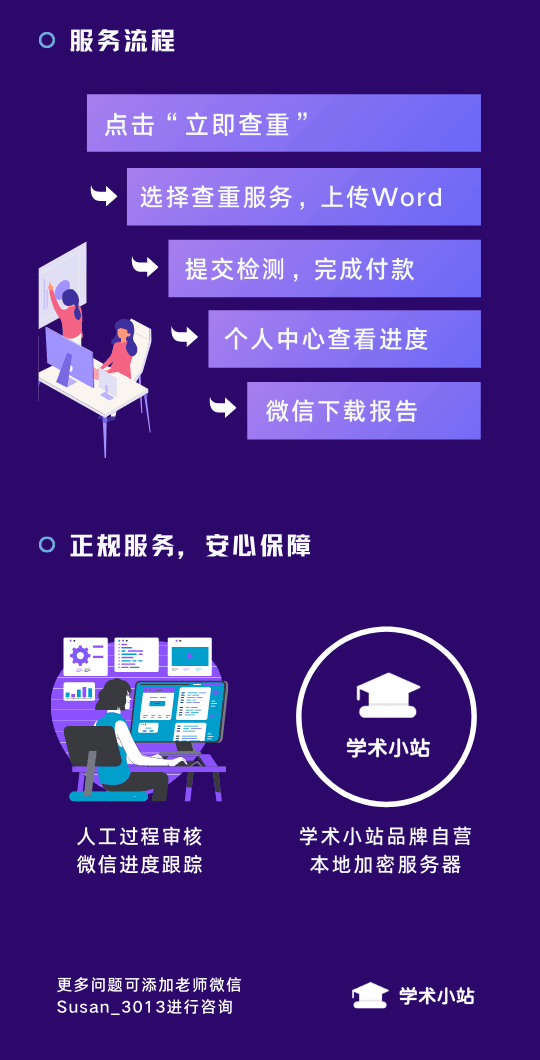 服务流程
点击“立即查重”
选择查重服务，上传Word
提交检测，完成付款
个人中心查看进度
微信下载报告
正规服务，安心保障
学术小站
人工过程审核
微信进度跟踪
学术小站品牌自营
本地加密服务器
更多问题可添加老师微信
Susan_3013进行咨询
学术小站